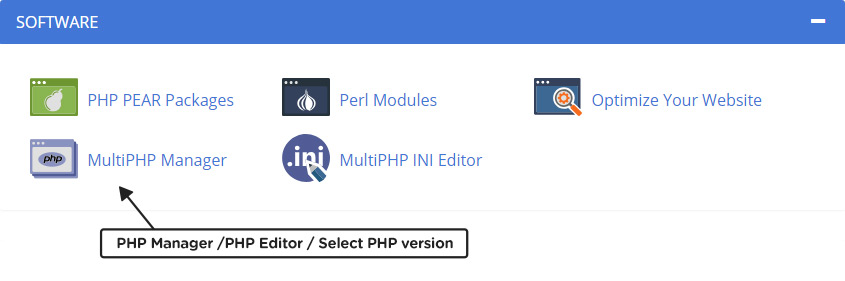 SOFTWARE
PHP PEAR Packages
Perl Modules
Optimize Your Website
php
MultiPHP Manager
.ini
MultiPHP INI Editor
PHP Manager /PHP Editor / Select PHP version